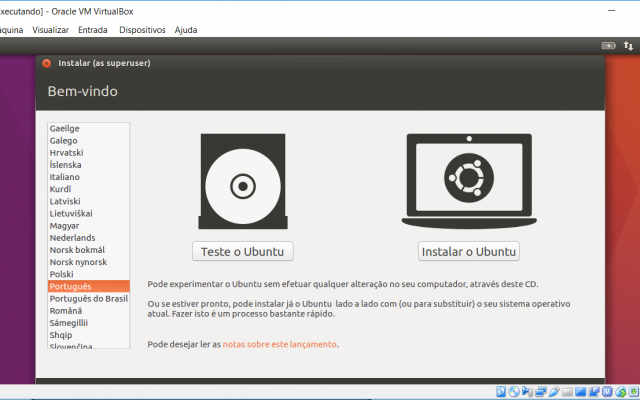 xecutando] - Oracle VM VirtualBox
áquina Visualizar Entrada Dispositivos Ajuda
Instalar (as superuser)
Bem-vindo
Gaeilge
Galego
Hrvatski
Íslenska
Italiano
Kurdî
Latviski
Lietuviškai
Magyar
Nederlands
Norsk bokmål
Norsk nynorsk
Polski
Português
Português do Brasil
Română
Sámegillii
Shqip
Slovenčina
Teste o Ubuntu
Instalar o Ubuntu
Pode experimentar o Ubuntu sem efetuar qualquer alteração no seu computador, através deste CD.
Ou se estiver pronto, pode instalar já o Ubuntu lado a lado com (ou para substituir) o seu sistema operativo
atual. Fazer isto é um processo bastante rápido.
Pode desejar ler as notas sobre este lançamento.